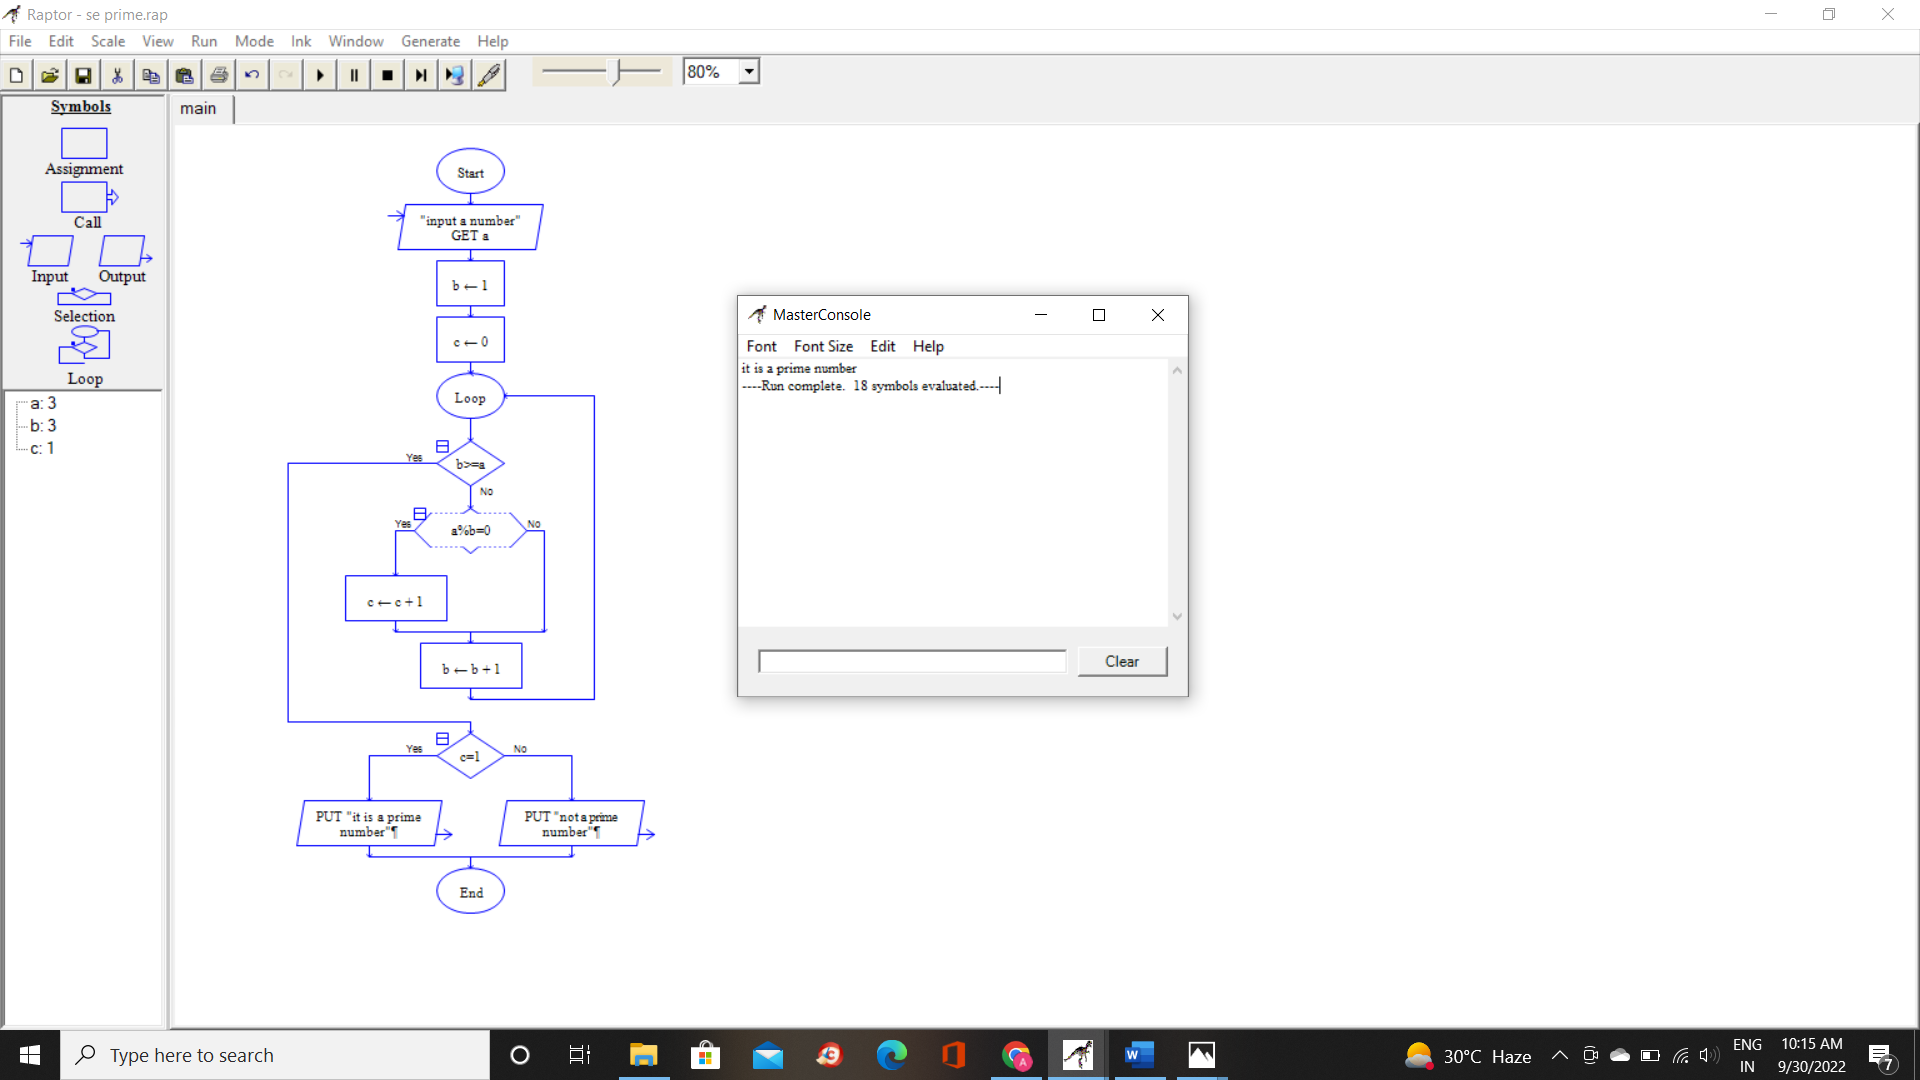 Raptor - se prime.rap
File Edit Scale View Run Mode Ink Window Generate Help
80%
Symbols
Assignment
Call
Input Output
Selection
Loop
a: 3
b: 3
c: 1
main
Start
"input a number"
GET a
b ← 1
c ← 0
Loop
Yes
b>=a
No
Yes
a%b=0
No
c ← c + 1
b ← b + 1
Yes
c=1
No
PUT "it is a prime
number"¶
PUT "not a prime
number"¶
End
MasterConsole
Font Font Size Edit Help
it is a prime number
----Run complete. 18 symbols evaluated.----
Clear
Type here to search
A
W
30°C Haze
ENG
IN
10:15 AM
9/30/2022
7